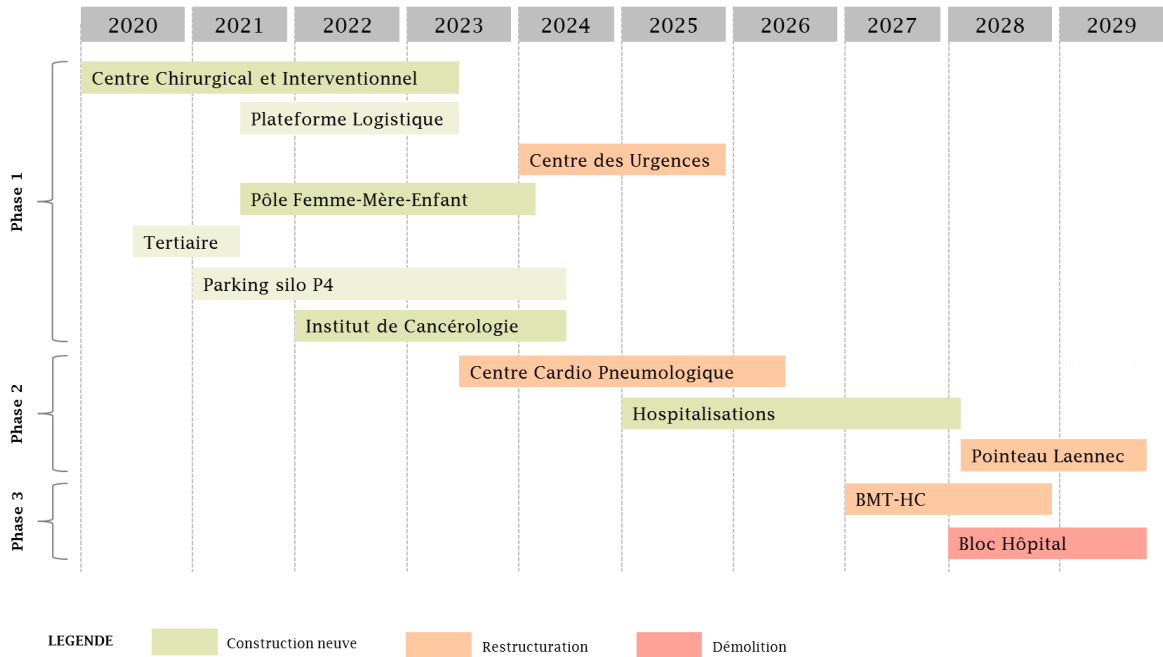 2020 2021 2022 2023 2024 2025 2026 2027 2028 2029
Phase 1
Centre Chirurgical et Interventionnel
Plateforme Logistique
Centre des Urgences
Pôle Femme-Mère-Enfant
Tertiaire
Parking silo P4
Institut de Cancérologie
Phase 2
Centre Cardio Pneumologique
Hospitalisations
Pointeau Laennec
Phase 3
BMT-HC
Bloc Hôpital
LEGENDE Construction neuve Restructuration Démolition